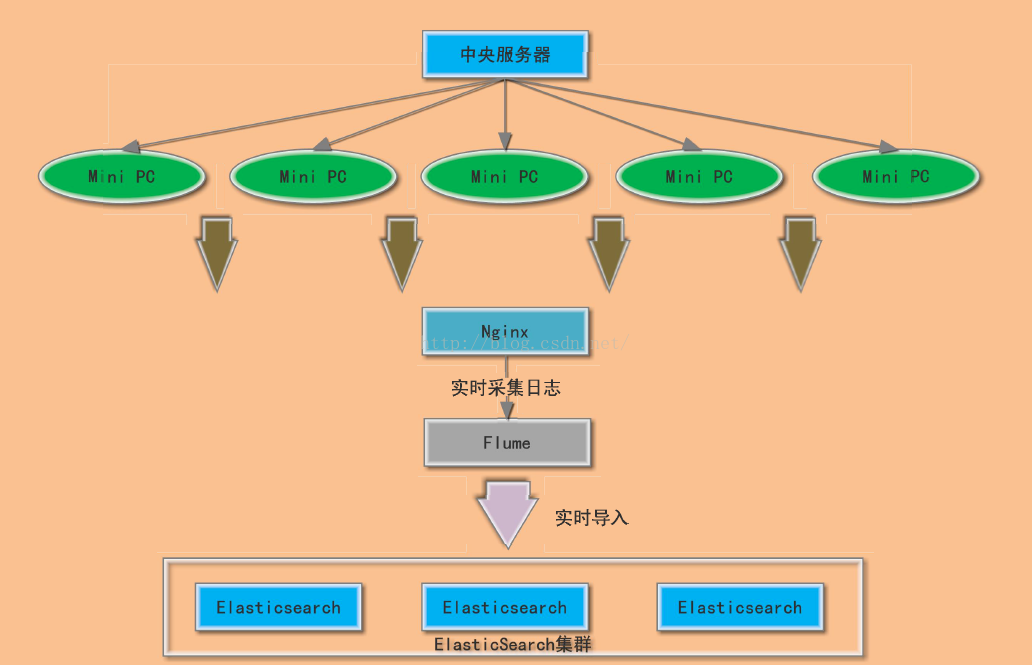 中央服务器
Mini PC
Mini PC
Mini PC
Mini PC
Mini PC
Nginx
http://blog.csdn.net/
实时采集日志
Flume
实时导入
Elasticsearch
Elasticsearch
Elasticsearch
ElasticSearch集群